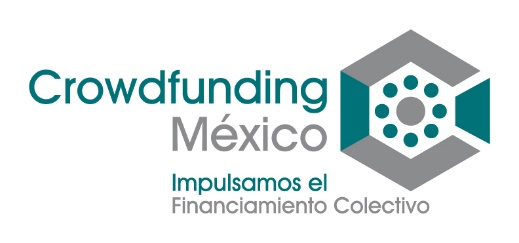 Crowdfunding
México
Impulsamos el
Financiamiento Colectivo